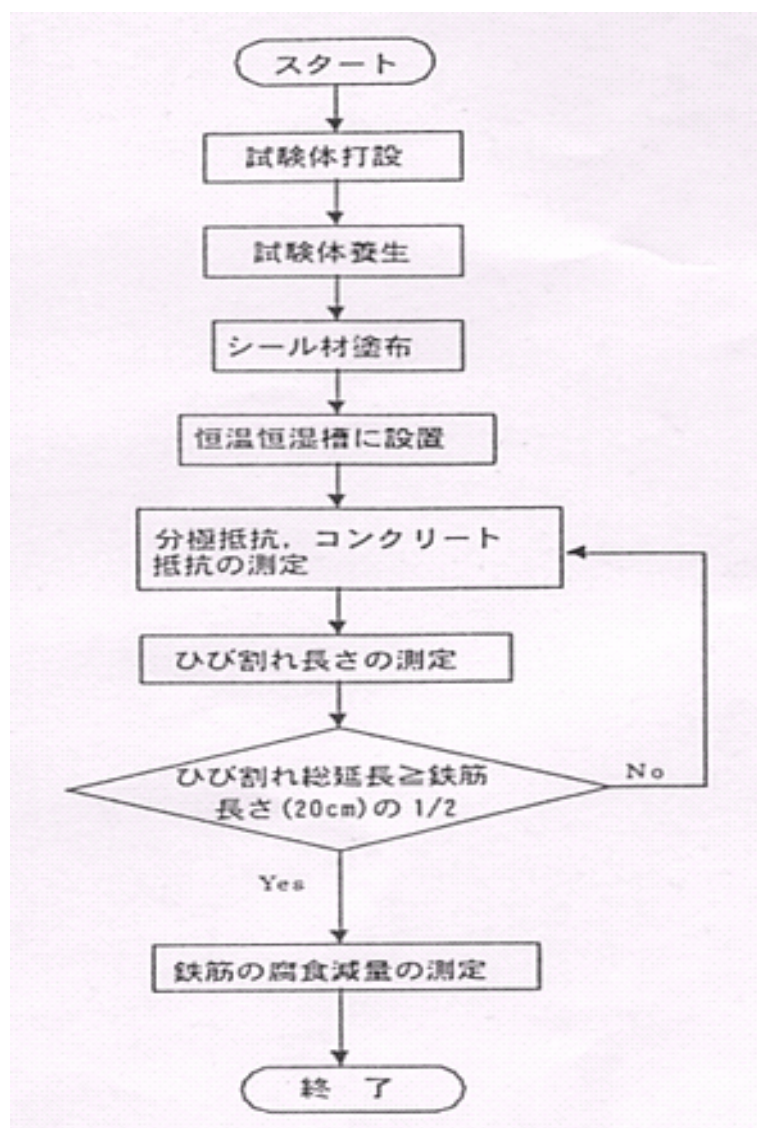 スタート
試験体打設
試験体養生
シール材塗布
恒温恒湿槽に設置
分極抵抗，コンクリート
抵抗の測定
ひび割れ長さの測定
ひび割れ総延長≧鉄筋
長さ(20cm)の1/2
No
Yes
鉄筋の腐食減量の測定
終 了